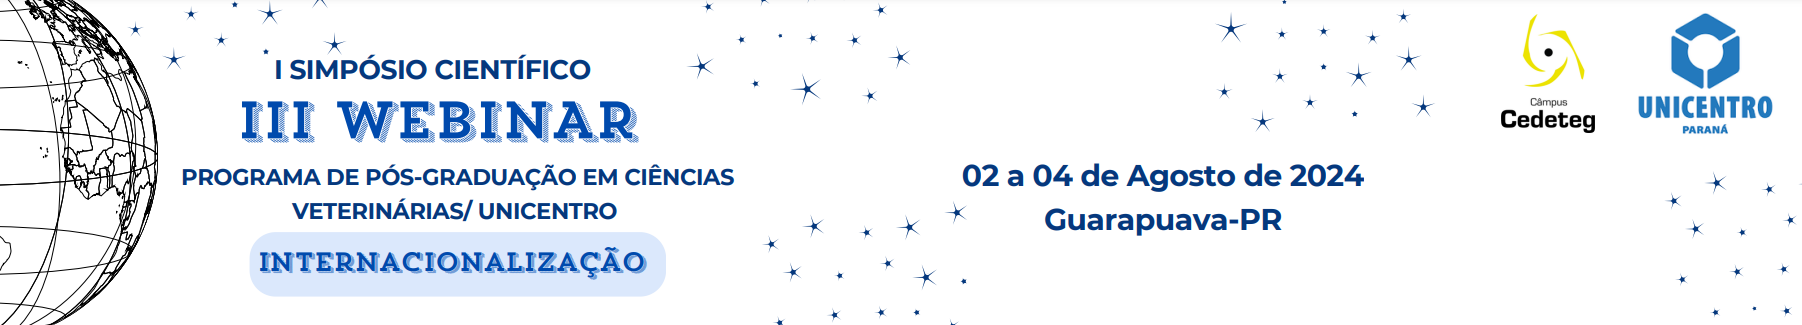 I SIMPÓSIO CIENTÍFICO
III WEBINAR
PROGRAMA DE PÓS-GRADUAÇÃO EM CIÊNCIAS
VETERINÁRIAS/ UNICENTRO
INTERNACIONALIZAÇÃO
02 a 04 de Agosto de 2024
Guarapuava-PR
Câmpus
Cedeteg
UNICENTRO
PARANÁ